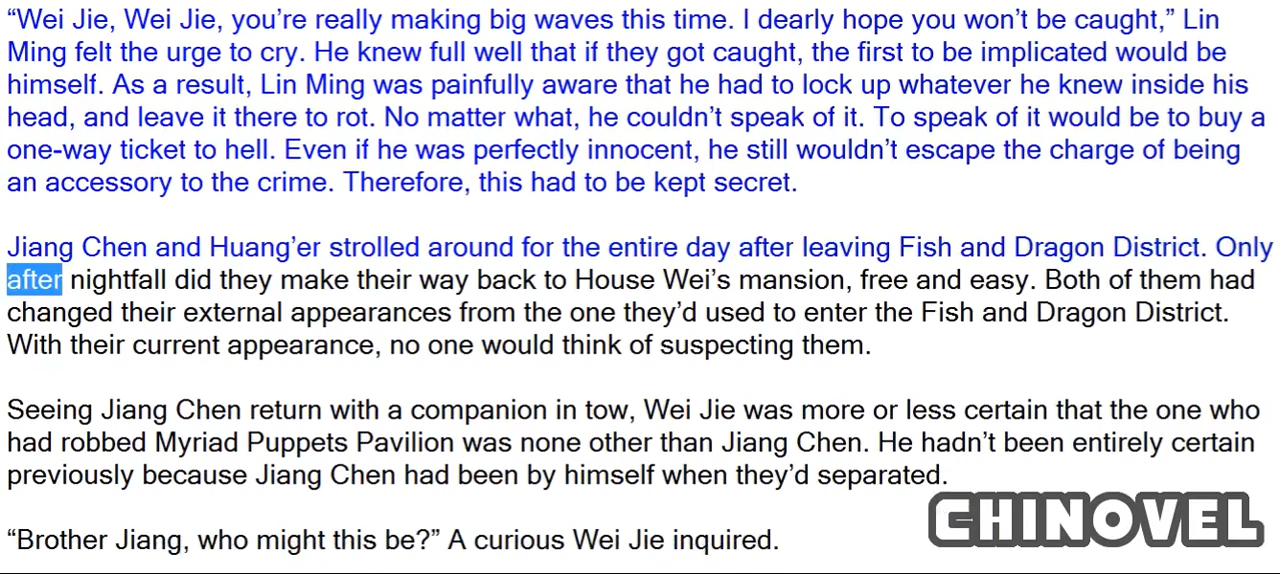 “Wei Jie, Wei Jie, you’re really making big waves this time. I dearly hope you won’t be caught,” Lin
Ming felt the urge to cry. He knew full well that if they got caught, the first to be implicated would be
himself. As a result, Lin Ming was painfully aware that he had to lock up whatever he knew inside his
head, and leave it there to rot. No matter what, he couldn’t speak of it. To speak of it would be to buy a
one-way ticket to hell. Even if he was perfectly innocent, he still wouldn’t escape the charge of being
an accessory to the crime. Therefore, this had to be kept secret.
Jiang Chen and Huang’er strolled around for the entire day after leaving Fish and Dragon District. Only
after nightfall did they make their way back to House Wei’s mansion, free and easy. Both of them had
changed their external appearances from the one they’d used to enter the Fish and Dragon District.
With their current appearance, no one would think of suspecting them.
Seeing Jiang Chen return with a companion in tow, Wei Jie was more or less certain that the one who
had robbed Myriad Puppets Pavilion was none other than Jiang Chen. He hadn’t been entirely certain
previously because Jiang Chen had been by himself when they’d separated.
“Brother Jiang, who might this be?” A curious Wei Jie inquired.
CHINOVEL